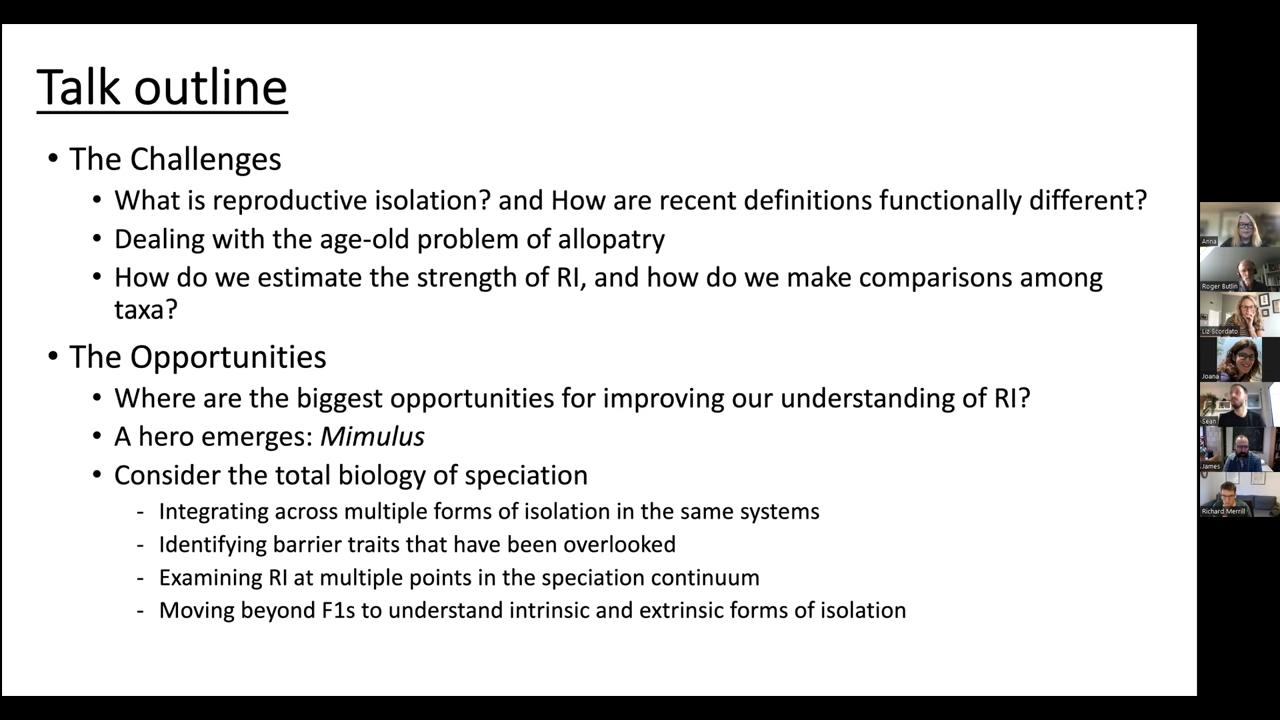 Talk outline
• The Challenges
• What is reproductive isolation? and How are recent definitions functionally different?
• Dealing with the age-old problem of allopatry
• How do we estimate the strength of RI, and how do we make comparisons among
taxa?
• The Opportunities
• Where are the biggest opportunities for improving our understanding of RI?
• A hero emerges: Mimulus
• Consider the total biology of speciation
- Integrating across multiple forms of isolation in the same systems
- Identifying barrier traits that have been overlooked
- Examining RI at multiple points in the speciation continuum
- Moving beyond F1s to understand intrinsic and extrinsic forms of isolation
Anna
Roger Butlin
Liz Scordato
Joana
Sean
James
Richard Merrill